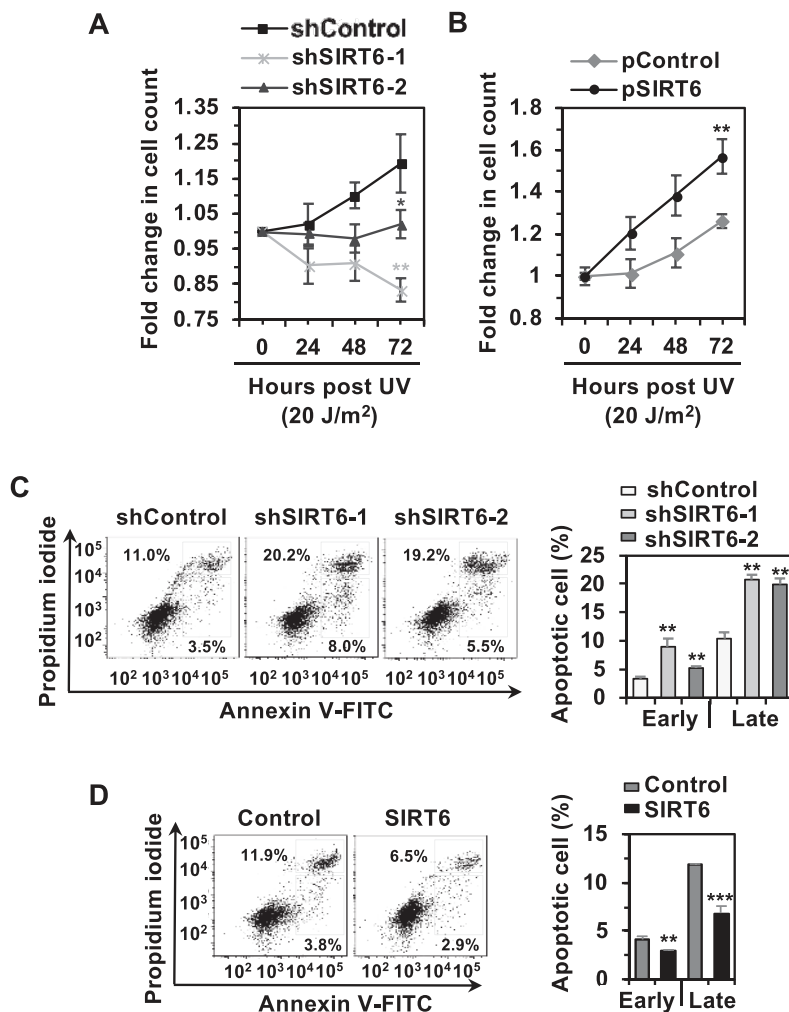 A
shControl
shSIRT6-1
shSIRT6-2
Fold change in cell count
1.35
1.25
1.15
1.05
0.95
0.85
0.75
*
**
0 24 48 72
Hours post UV
(20 J/m²)
B
pControl
pSIRT6
Fold change in cell count
1.8
1.6
1.4
1.2
1
0.8
**
0 24 48 72
Hours post UV
(20 J/m²)
C
shControl shSIRT6-1 shSIRT6-2
Propidium iodide
10⁵
10⁴
10³
10²
11.0%
3.5%
20.2%
8.0%
19.2%
5.5%
10² 10³ 10⁴ 10⁵ 10² 10³ 10⁴ 10⁵ 10² 10³ 10⁴ 10⁵
Annexin V-FITC
shControl
shSIRT6-1
shSIRT6-2
Apoptotic cell (%)
25
20
15
10
5
0
** ** ** **
Early Late
D
Control SIRT6
Propidium iodide
10⁵
10⁴
10³
10²
11.9%
3.8%
6.5%
2.9%
10² 10³ 10⁴ 10⁵ 10² 10³ 10⁴ 10⁵
Annexin V-FITC
Control
SIRT6
Apoptotic cell (%)
15
10
5
0
** ***
Early Late